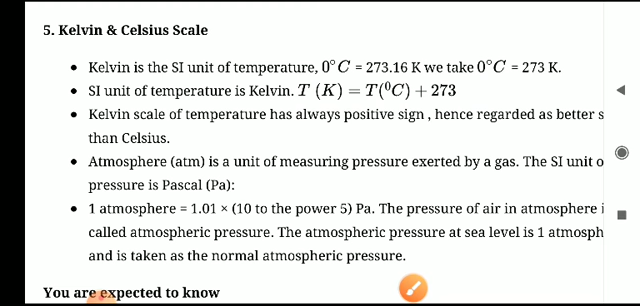 5. Kelvin & Celsius Scale
• Kelvin is the SI unit of temperature, 0°C = 273.16 K we take 0°C = 273 K.
• SI unit of temperature is Kelvin. T (K) = T(⁰C) + 273
• Kelvin scale of temperature has always positive sign , hence regarded as better s
than Celsius.
• Atmosphere (atm) is a unit of measuring pressure exerted by a gas. The SI unit o
pressure is Pascal (Pa):
• 1 atmosphere = 1.01 × (10 to the power 5) Pa. The pressure of air in atmosphere i
called atmospheric pressure. The atmospheric pressure at sea level is 1 atmosph
and is taken as the normal atmospheric pressure.
You are expected to know